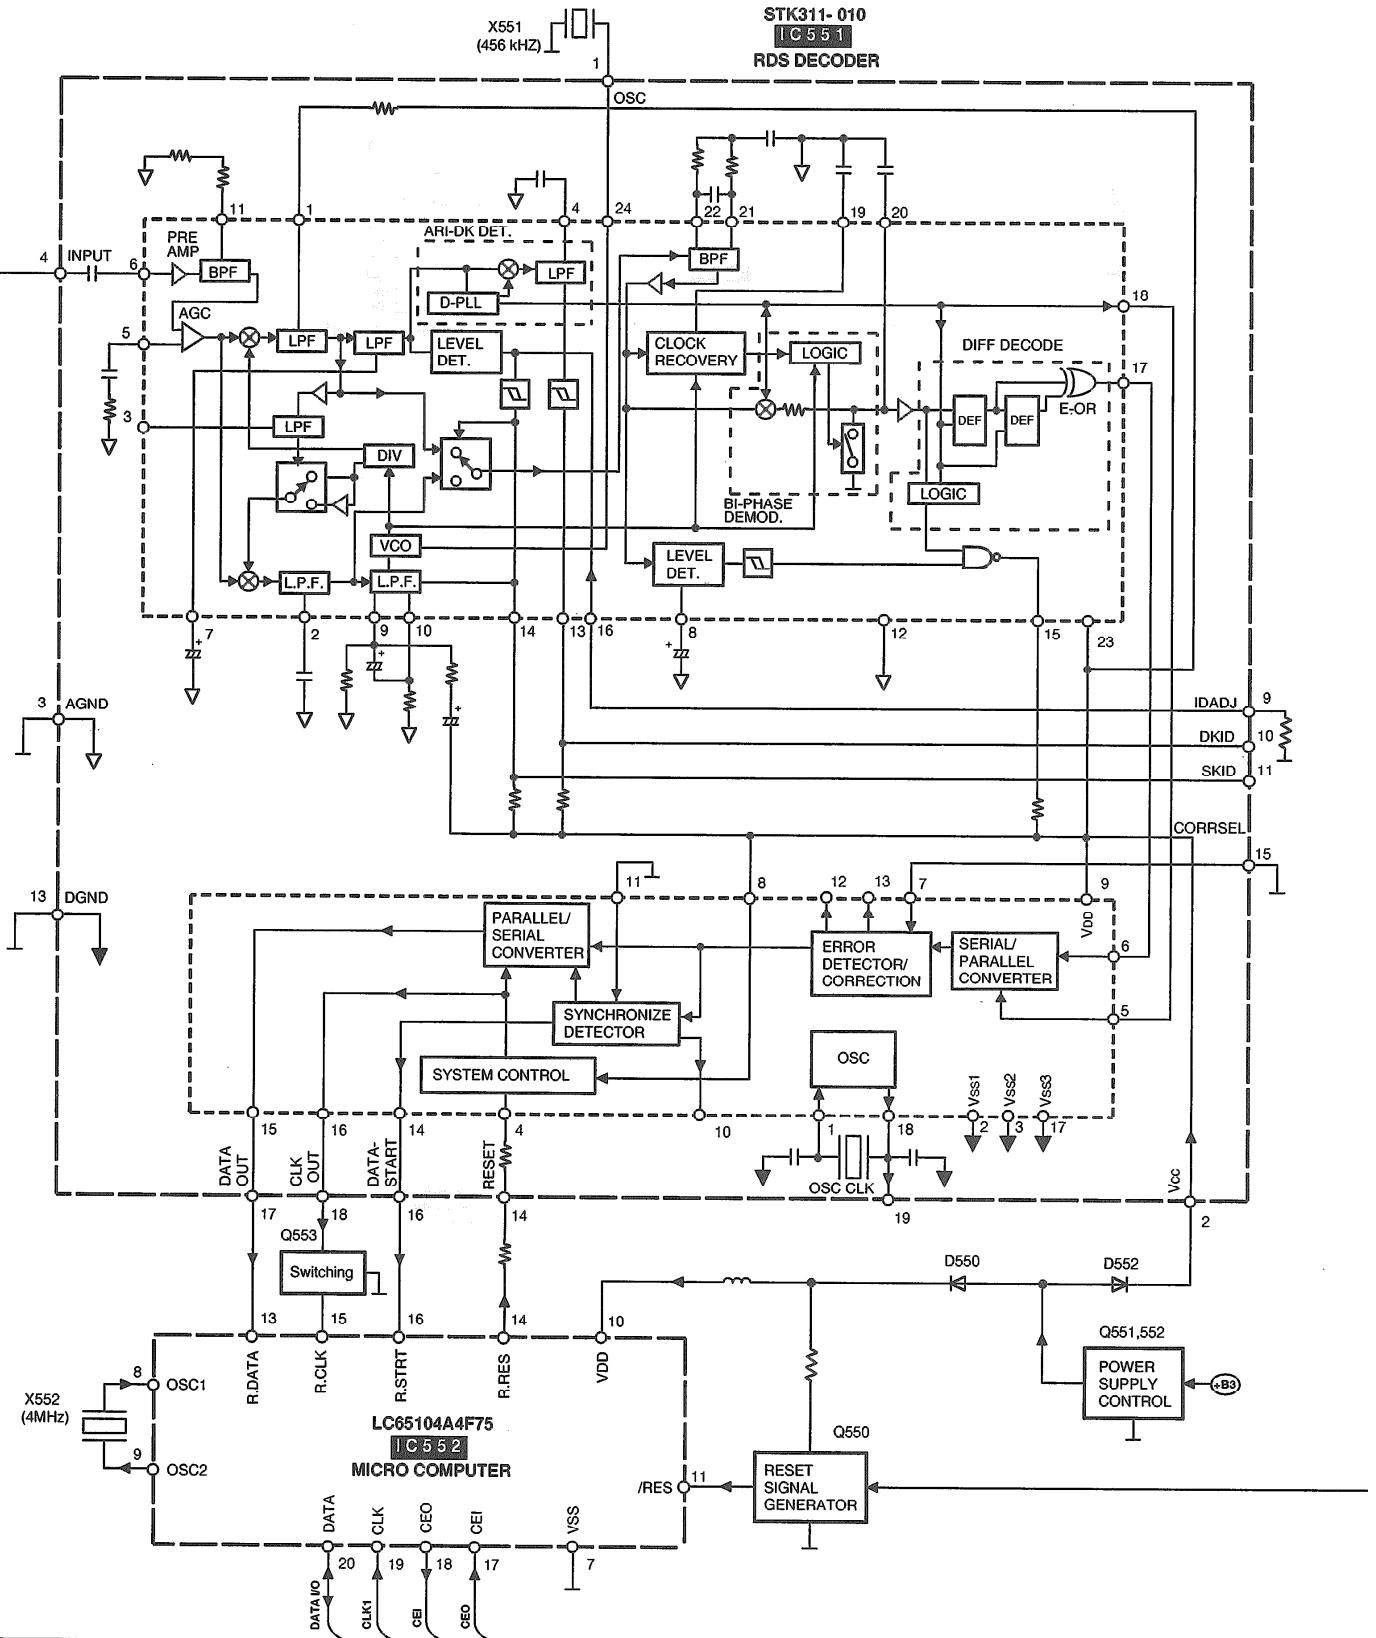 STK311-010
IC551
RDS DECODER
X551
(456 kHZ)
1
OSC
11
1
4
24
22
21
19
20
ARI-DK DET.
4
INPUT
6
PRE
AMP
BPF
LPF
BPF
D-PLL
18
AGC
5
LPF
LPF
LEVEL
DET.
CLOCK
RECOVERY
LOGIC
DIFF DECODE
17
E-OR
3
LPF
DEF
DEF
DIV
LOGIC
BI-PHASE
DEMOD.
VCO
LEVEL
DET.
L.P.F.
L.P.F.
7
2
9
10
14
13
16
8
12
15
23
3
AGND
IDADJ
9
DKID
10
SKID
11
CORRSEL
15
13
DGND
11
8
12
13
7
9
VDD
PARALLEL/
SERIAL
CONVERTER
ERROR
DETECTOR/
CORRECTION
SERIAL/
PARALLEL
CONVERTER
6
5
SYNCHRONIZE
DETECTOR
OSC
SYSTEM CONTROL
Vss1
Vss2
Vss3
15
16
14
4
10
1
18
2
3
17
DATA
OUT
CLK
OUT
DATA-
START
RESET
OSC CLK
Vcc
17
18
16
14
19
2
Q553
Switching
D550
D552
13
15
16
14
10
Q551,552
R.DATA
R.CLK
R.STRT
R.RES
VDD
POWER
SUPPLY
CONTROL
+B3
X552
(4MHz)
8
OSC1
9
OSC2
LC65104A4F75
IC552
MICRO COMPUTER
Q550
/RES
11
RESET
SIGNAL
GENERATOR
DATA
CLK
CEO
CEI
VSS
20
19
18
17
7
DATA I/O
CLK1
CEI
CEO